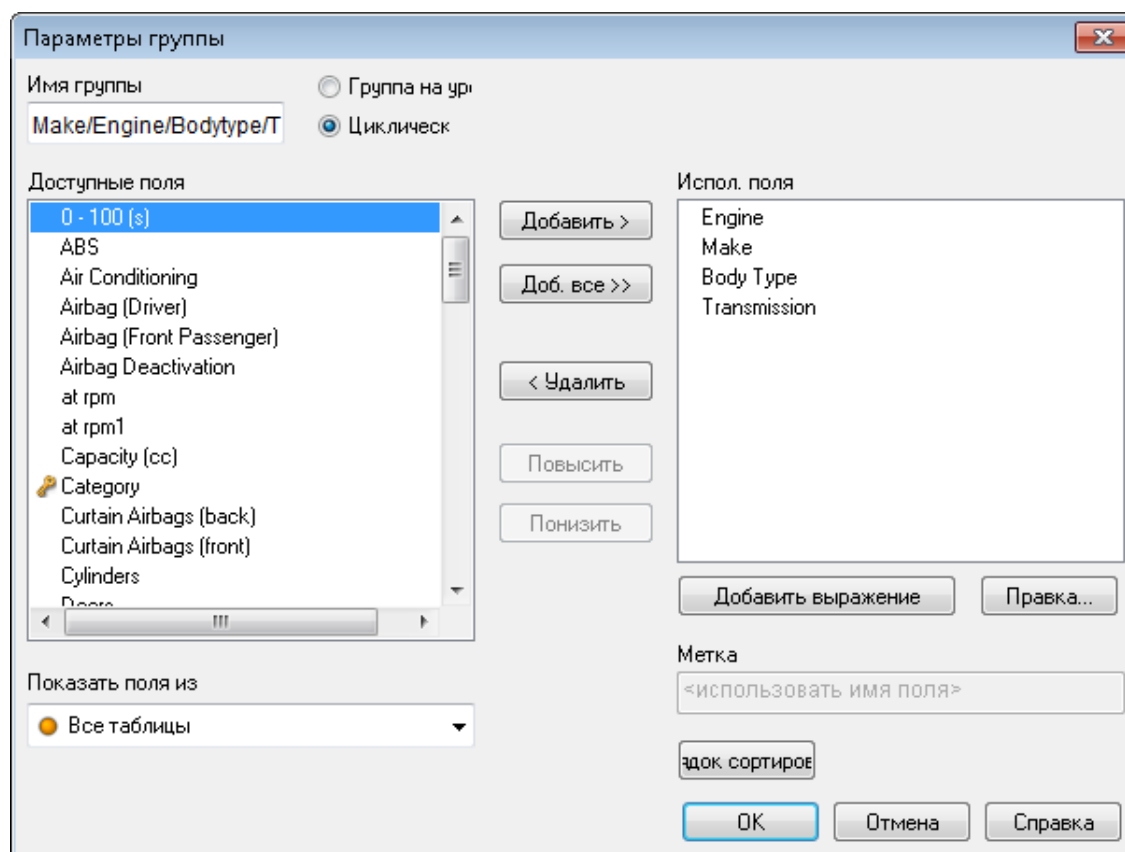 Параметры группы
Имя группы
Группа на уро
Make/Engine/Bodytype/T
Циклическ
Доступные поля
0 - 100 (s)
ABS
Air Conditioning
Airbag (Driver)
Airbag (Front Passenger)
Airbag Deactivation
at rpm
at rpm1
Capacity (cc)
Category
Curtain Airbags (back)
Curtain Airbags (front)
Cylinders
Doors
Показать поля из
Все таблицы
Добавить >
Доб. все >>
< Удалить
Повысить
Понизить
Испол. поля
Engine
Make
Body Type
Transmission
Добавить выражение
Правка...
Метка
<использовать имя поля>
ядок сортиров
OK
Отмена
Справка